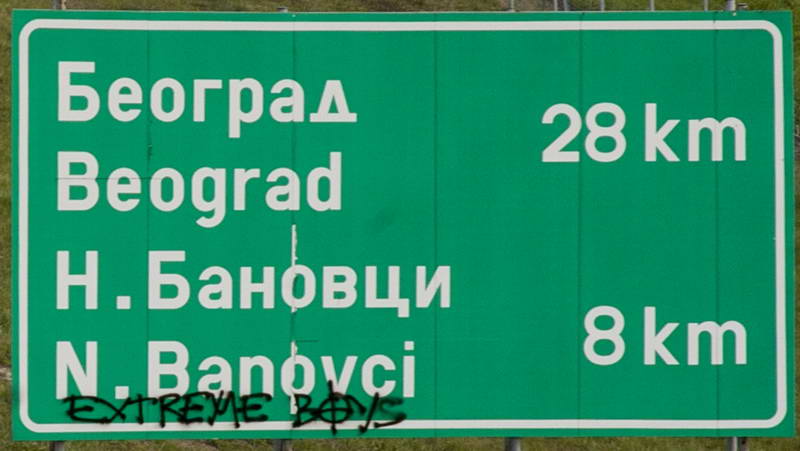 Београд
Beograd
28 km
Н. Бановци
N. Banovci
8 km
EXTREME BOYS